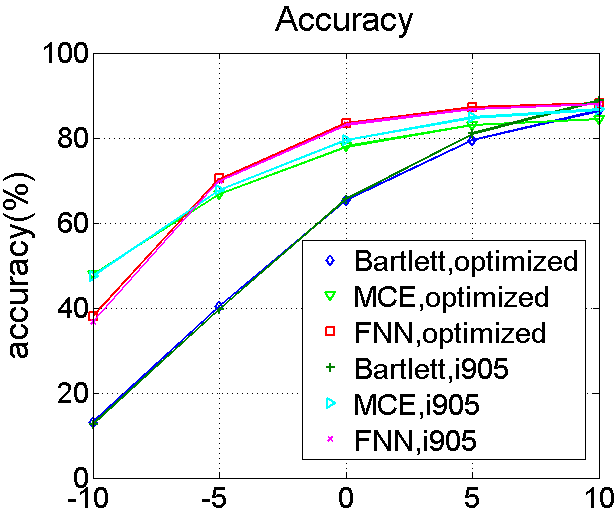 Accuracy
100
80
60
40
20
0
accuracy(%)
-10 -5 0 5 10
Bartlett,optimized
MCE,optimized
FNN,optimized
Bartlett,i905
MCE,i905
FNN,i905